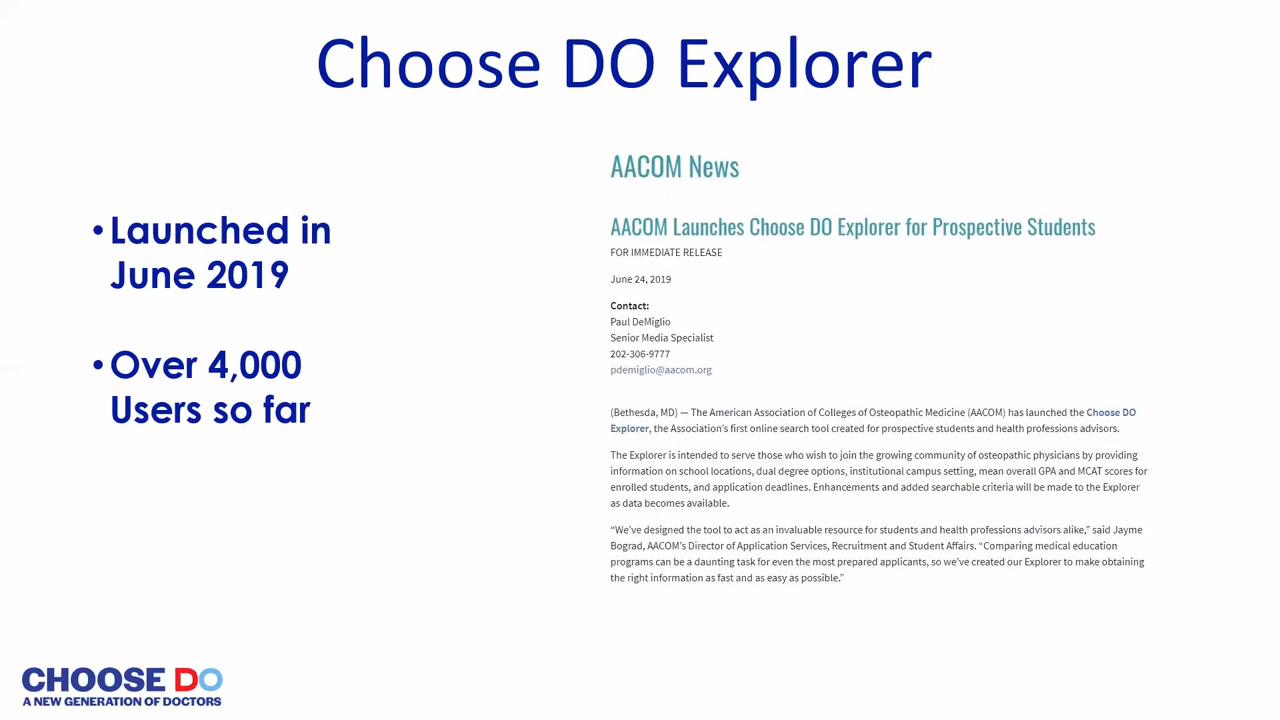 Choose DO Explorer
• Launched in
June 2019
• Over 4,000
Users so far
AACOM News
AACOM Launches Choose DO Explorer for Prospective Students
FOR IMMEDIATE RELEASE
June 24, 2019
Contact:
Paul DeMiglio
Senior Media Specialist
202-306-9777
pdemiglio@aacom.org
(Bethesda, MD) — The American Association of Colleges of Osteopathic Medicine (AACOM) has launched the Choose DO
Explorer, the Association’s first online search tool created for prospective students and health professions advisors.
The Explorer is intended to serve those who wish to join the growing community of osteopathic physicians by providing
information on school locations, dual degree options, institutional campus setting, mean overall GPA and MCAT scores for
enrolled students, and application deadlines. Enhancements and added searchable criteria will be made to the Explorer
as data becomes available.
“We’ve designed the tool to act as an invaluable resource for students and health professions advisors alike,” said Jayme
Bograd, AACOM’s Director of Application Services, Recruitment and Student Affairs. “Comparing medical education
programs can be a daunting task for even the most prepared applicants, so we’ve created our Explorer to make obtaining
the right information as fast and as easy as possible.”
CHOOSE DO
A NEW GENERATION OF DOCTORS